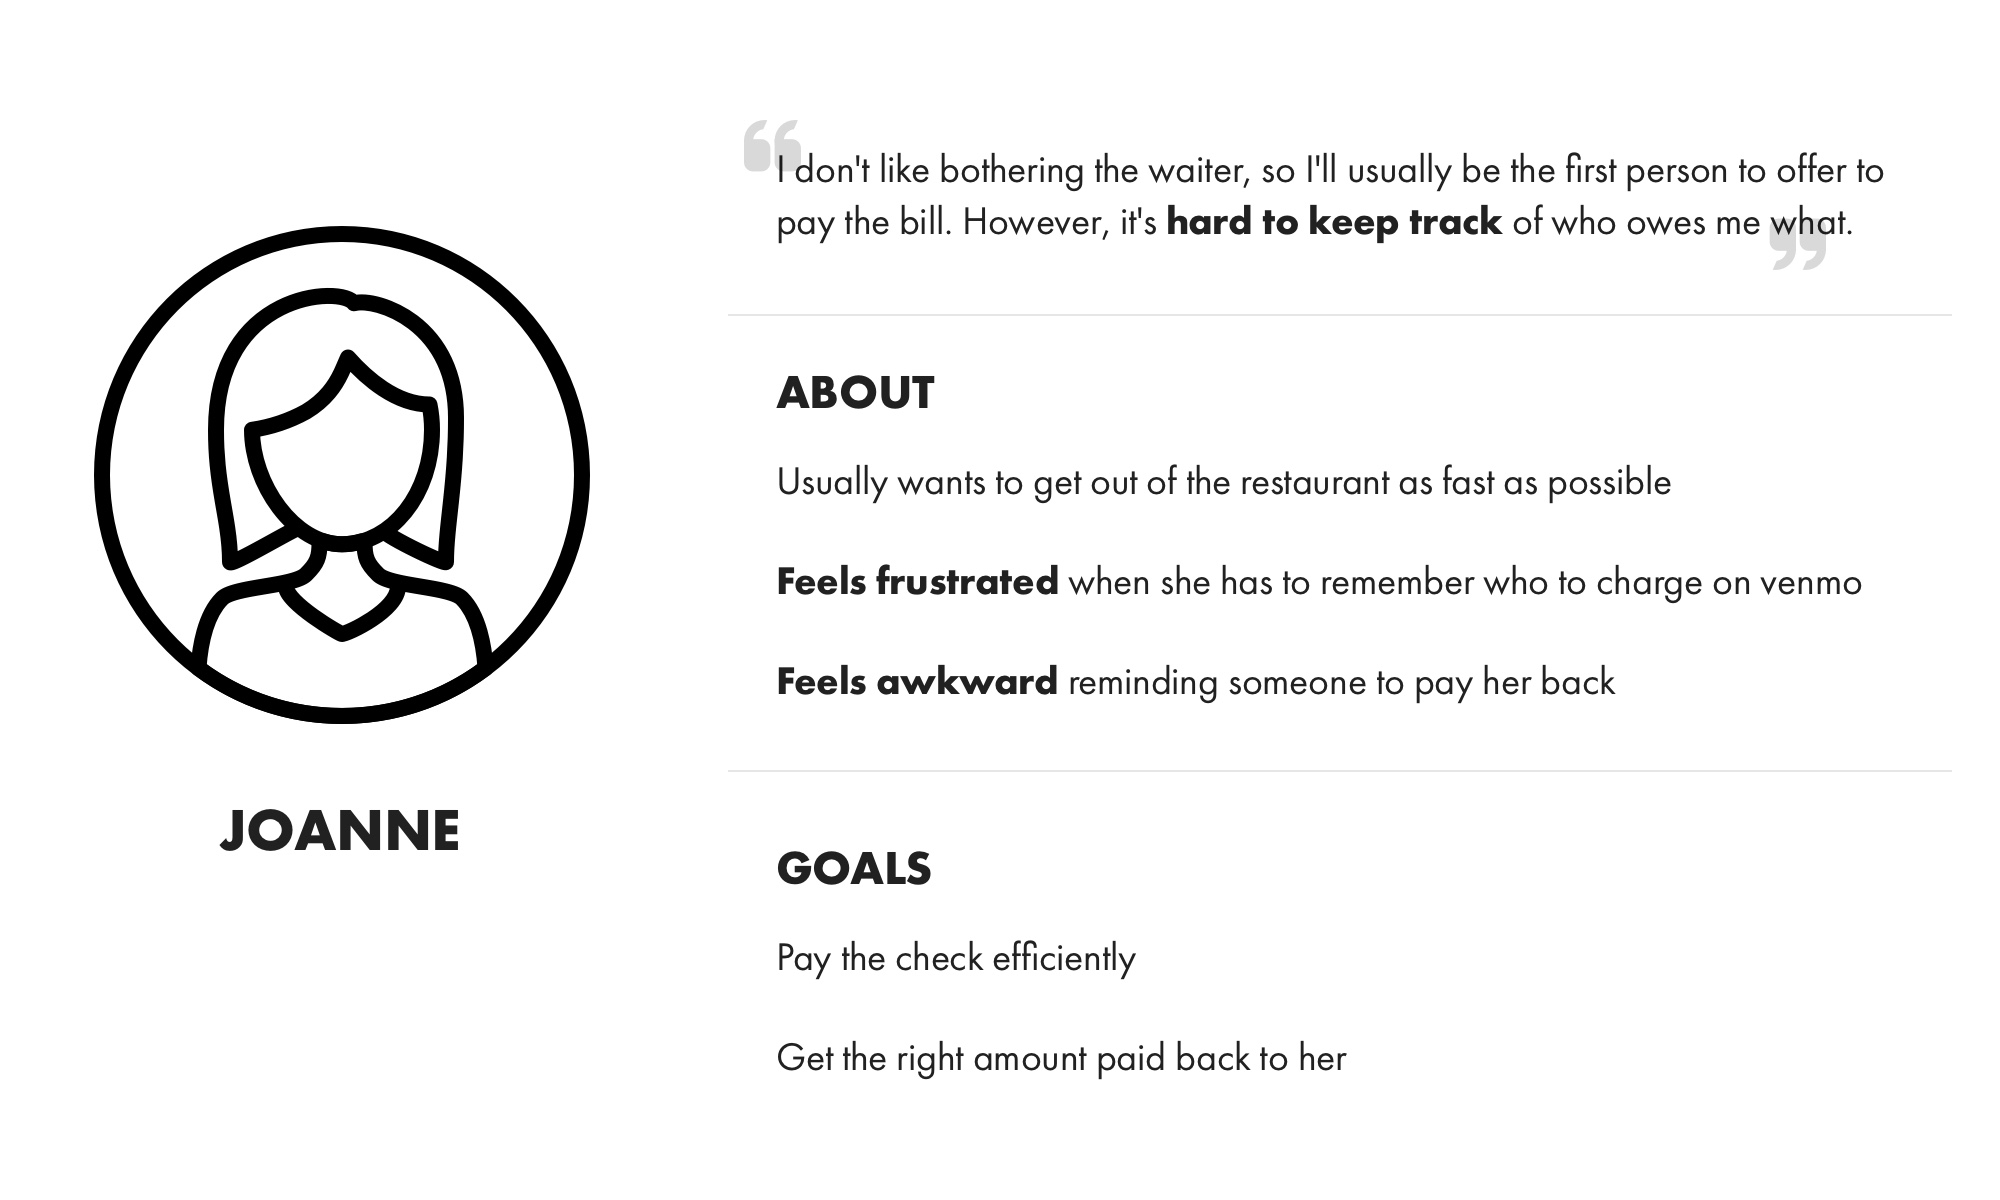 I don't like bothering the waiter, so I'll usually be the first person to offer to
pay the bill. However, it's hard to keep track of who owes me what.
ABOUT
Usually wants to get out of the restaurant as fast as possible
Feels frustrated when she has to remember who to charge on venmo
Feels awkward reminding someone to pay her back
JOANNE
GOALS
Pay the check efficiently
Get the right amount paid back to her